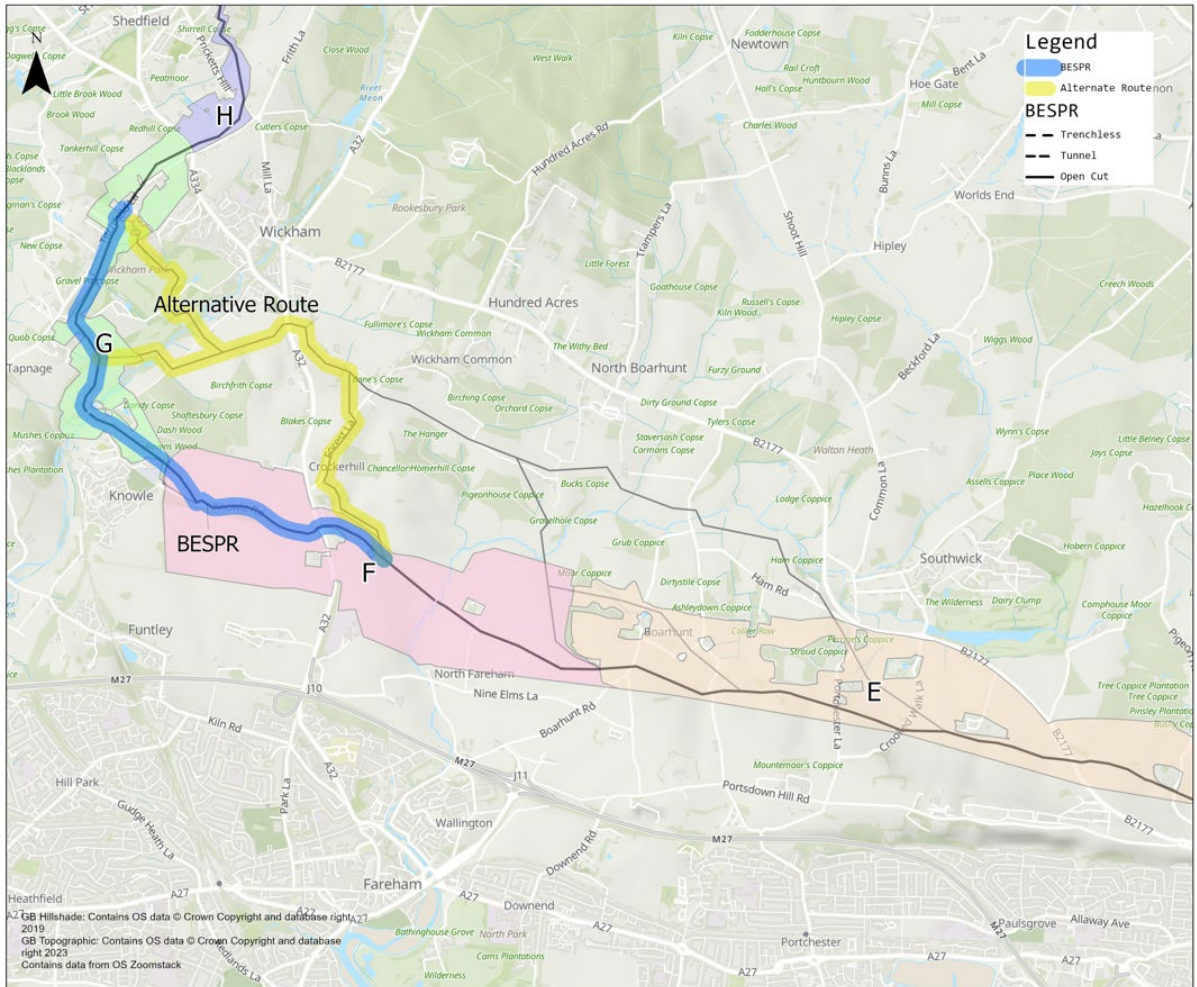 Shedfield
Shirrell Copse
Pricketts Hill
Frith La
Close Wood
West Walk
Kiln Copse
Fodderhouse Copse
Newtown
Rail Croft
Huntbourn Wood
Hall's Copse
Hoe Gate
Bent La
Mill Copse
Charles Wood
Legend
BESPR
Alternate Route
BESPR
Trenchless
Tunnel
Open Cut
N
Peatmoor
Little Brook Wood
Brook Wood
Redhill Copse
Tankerhill Copse
H
Cutlers Copse
River
Meon
A32
Hundred Acres Rd
A334
Mill La
Bunns La
Worlds End
Rookesbury Park
Trampers La
Shoot Hill
Hipley
New Copse
Wickham
B2177
Little Forest
Goathouse Copse
Creech Woods
Wickham Park
Alternative Route
Hundred Acres
Russell's Copse
Kiln Wood
Hipley Copse
Quob Copse
G
Tapnage
Fullimore's Copse
Wickham Common
The Withy Bed
Wiggs Wood
A32
Wickham Common
North Boarhunt
Furzy Ground
Beckford La
Birchfrith Copse
Birching Copse
Orchard Copse
Dirty Ground Copse
Dandy Copse
Shaftesbury Copse
Dash Wood
Blakes Copse
Tylers Copse
Mushes Coppice
The Hanger
Staversash Copse
Carmans Copse
B2177
Walton Heath
Wynn's Copse
Little Belney Copse
Jays Copse
Forest La
Crockerhill
Chancellor-Homerhill Copse
Common La
Place Wood
Assells Coppice
Knowle
Pigeonhouse Coppice
Bucks Copse
Lodge Coppice
Hazelhook Co
Gravelhole Copse
Hobern Coppice
BESPR
Grub Coppice
Ham Coppice
Southwick
F
Moor Coppice
Dirtystile Copse
Ham Rd
Ashleydown Coppice
The Wilderness
Dairy Clump
Comphouse Moor
Coppice
Funtley
A32
Boarhunt
Collier Row
Stroud Coppice
B2177
M27
J10
North Fareham
Nine Elms La
E
Portchester La
Crooked Walk La
Tree Coppice Plantation
Tree Coppice
Kiln Rd
Boarhunt Rd
B2177
Mountemoor's Coppice
Hill Park
A32
Park La
M27
J11
Portsdown Hill Rd
B2177
Gudge Heath La
Wallington
M27
Downend Rd
Fareham
Heathfield
A27
A27
Downend
A27
Paulsgrove
Allaway Ave
M27
A27
Bathinghouse Grove
North Park
Cams Plantations
Portchester
A27
A27
Wilderness
GB Hillshade: Contains OS data © Crown Copyright and database right
2019
GB Topographic: Contains OS data © Crown Copyright and database
right 2023
Contains data from OS Zoomstack